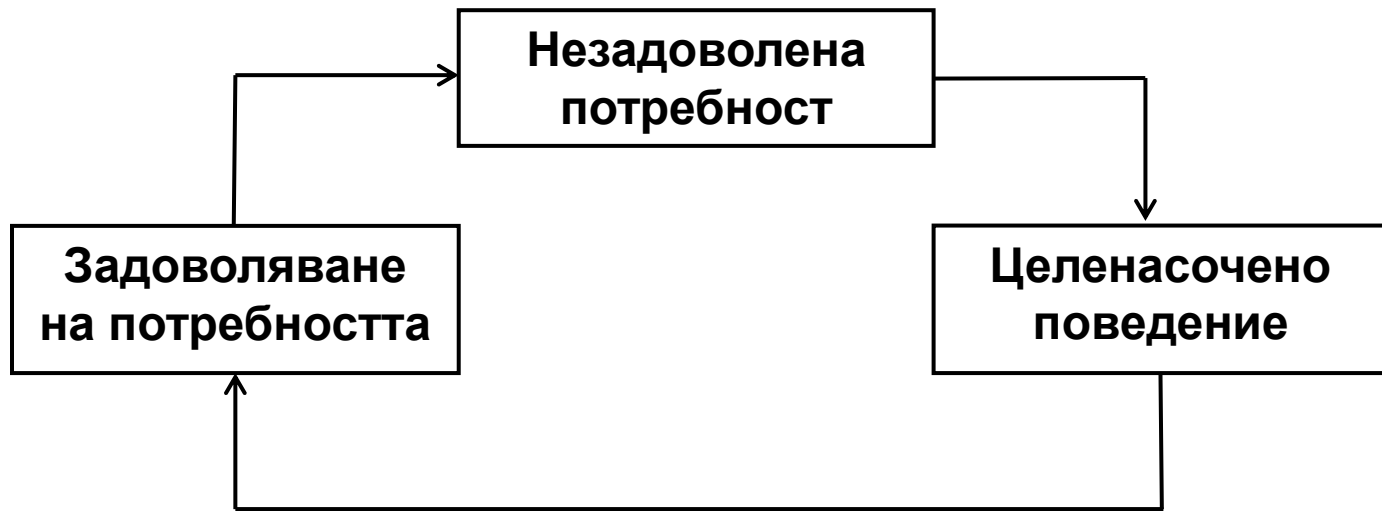 Незадоволена
потребност
Задоволяване
на потребността
Целенасочено
поведение